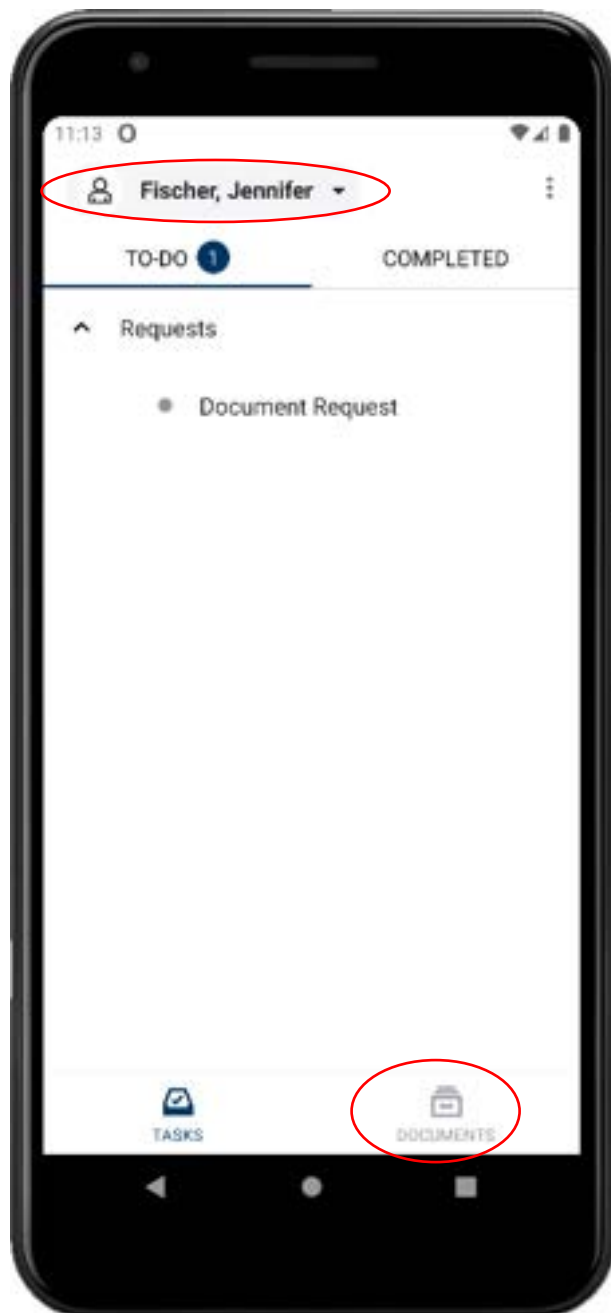 11:13
Fischer, Jennifer
TO-DO 1 COMPLETED
Requests
Document Request
TASKS DOCUMENTS